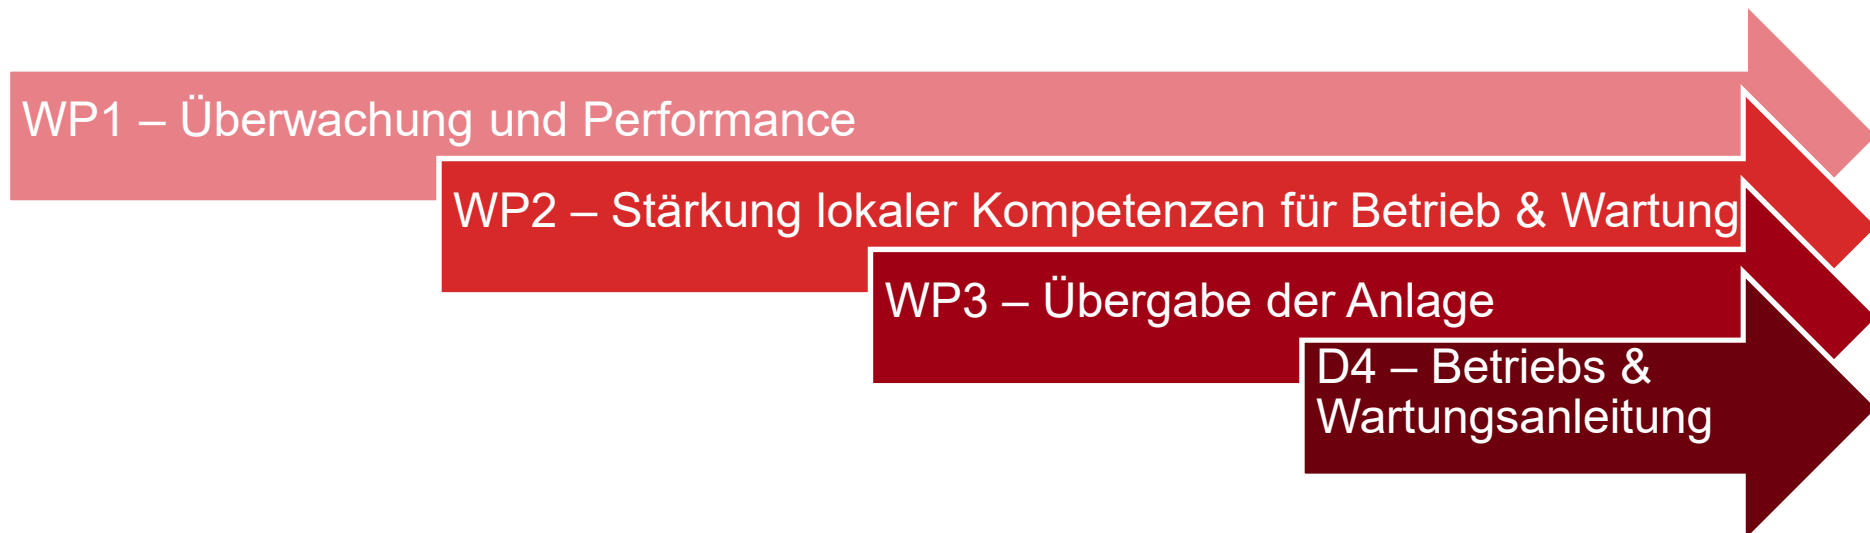 WP1 – Überwachung und Performance
WP2 – Stärkung lokaler Kompetenzen für Betrieb & Wartung
WP3 – Übergabe der Anlage
D4 – Betriebs &
Wartungsanleitung